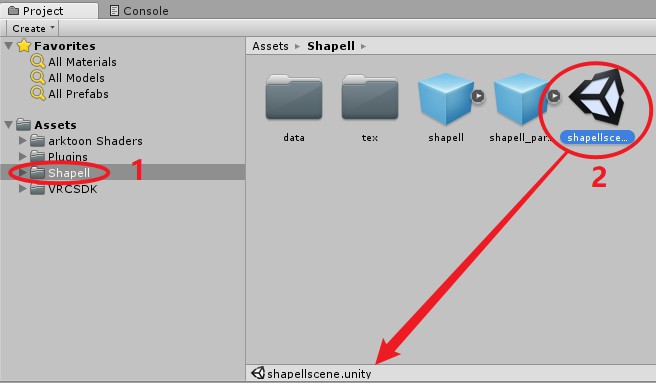 Project
Console
Create
Favorites
All Materials
All Models
All Prefabs
Assets
arktoon Shaders
Plugins
Shapell
VRCSDK
1
Assets ▸ Shapell ▸
data
tex
shapell
shapell_par...
shapellsce...
2
shapellscene.unity